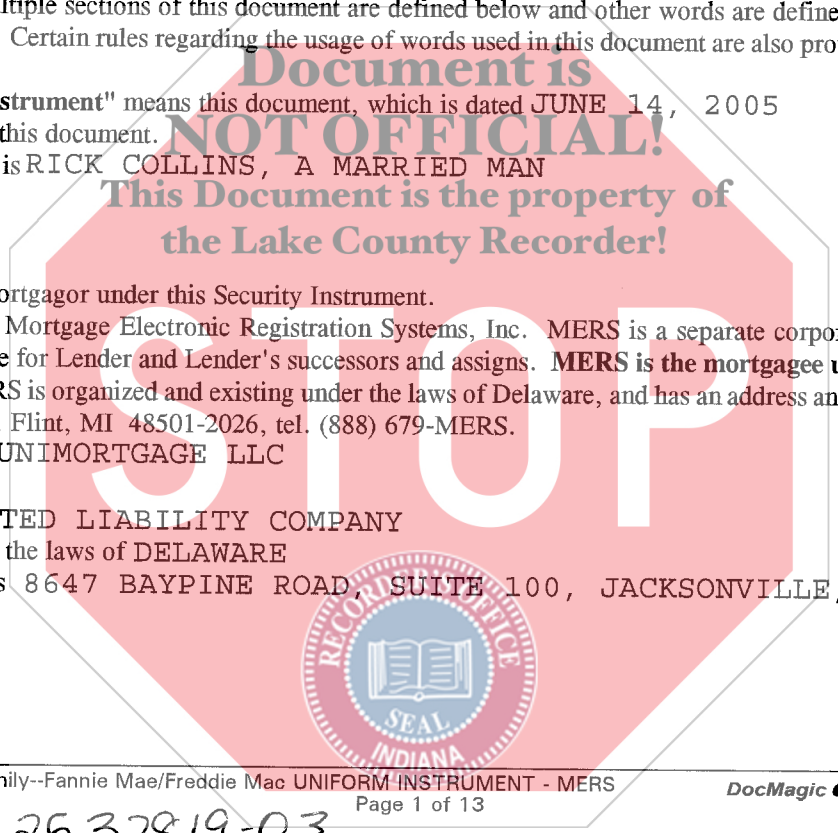 ltiple sections of this document are defined below and other words are define
Certain rules regarding the usage of words used in this document are also pro
Document is
strument" means this document, which is dated JUNE 14, 2005
this document.
NOT OFFICIAL!
is RICK COLLINS, A MARRIED MAN
This Document is the property of
the Lake County Recorder!
ortgagor under this Security Instrument.
Mortgage Electronic Registration Systems, Inc. MERS is a separate corpo
e for Lender and Lender's successors and assigns. MERS is the mortgagee u
RS is organized and existing under the laws of Delaware, and has an address an
. Flint, MI 48501-2026, tel. (888) 679-MERS.
STOP
UNIMORTGAGE LLC
TED LIABILITY COMPANY
the laws of DELAWARE
s 8647 BAYPINE ROAD, SUITE 100, JACKSONVILLE,
RECORDER'S OFFICE
SEAL
INDIANA
mily--Fannie Mae/Freddie Mac UNIFORM INSTRUMENT - MERS
DocMagic
Page 1 of 13
2632819-03